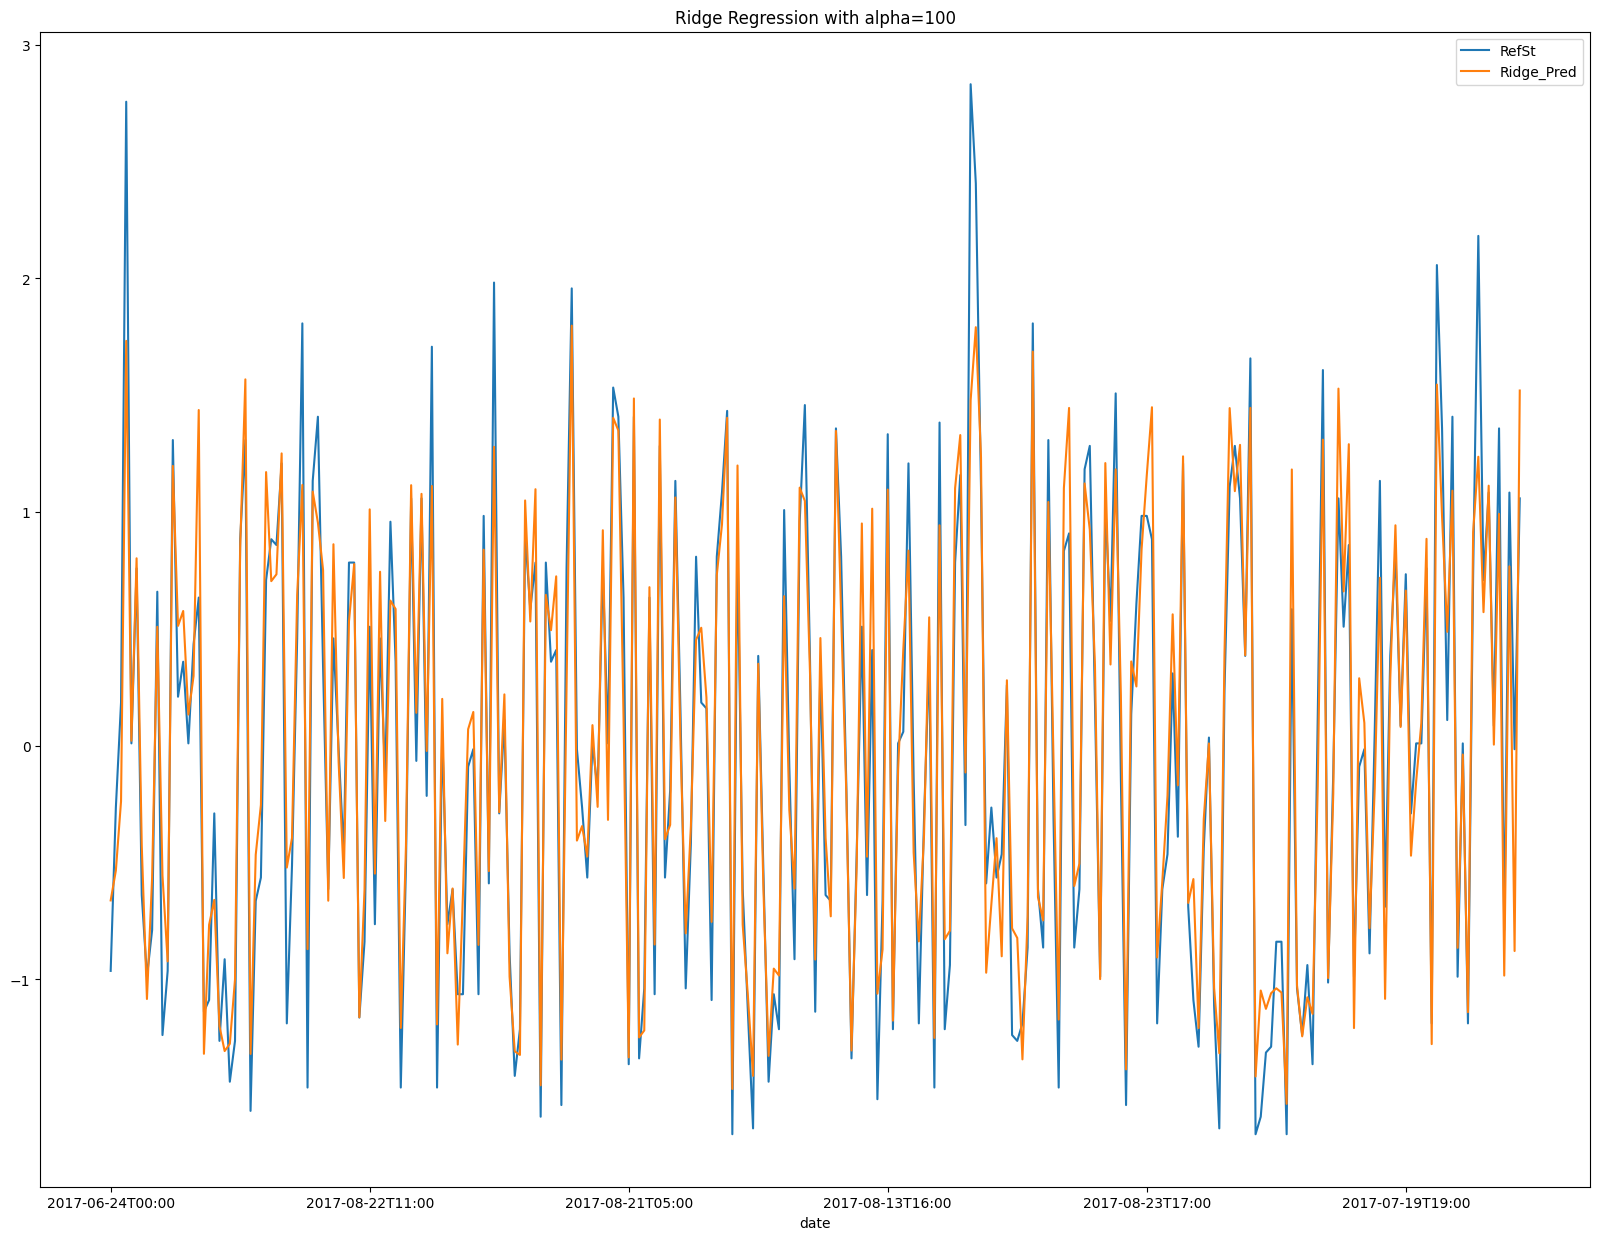 Ridge Regression with alpha=100
RefSt
Ridge_Pred
3
2
1
0
−1
2017-06-24T00:00
2017-08-22T11:00
2017-08-21T05:00
2017-08-13T16:00
2017-08-23T17:00
2017-07-19T19:00
date